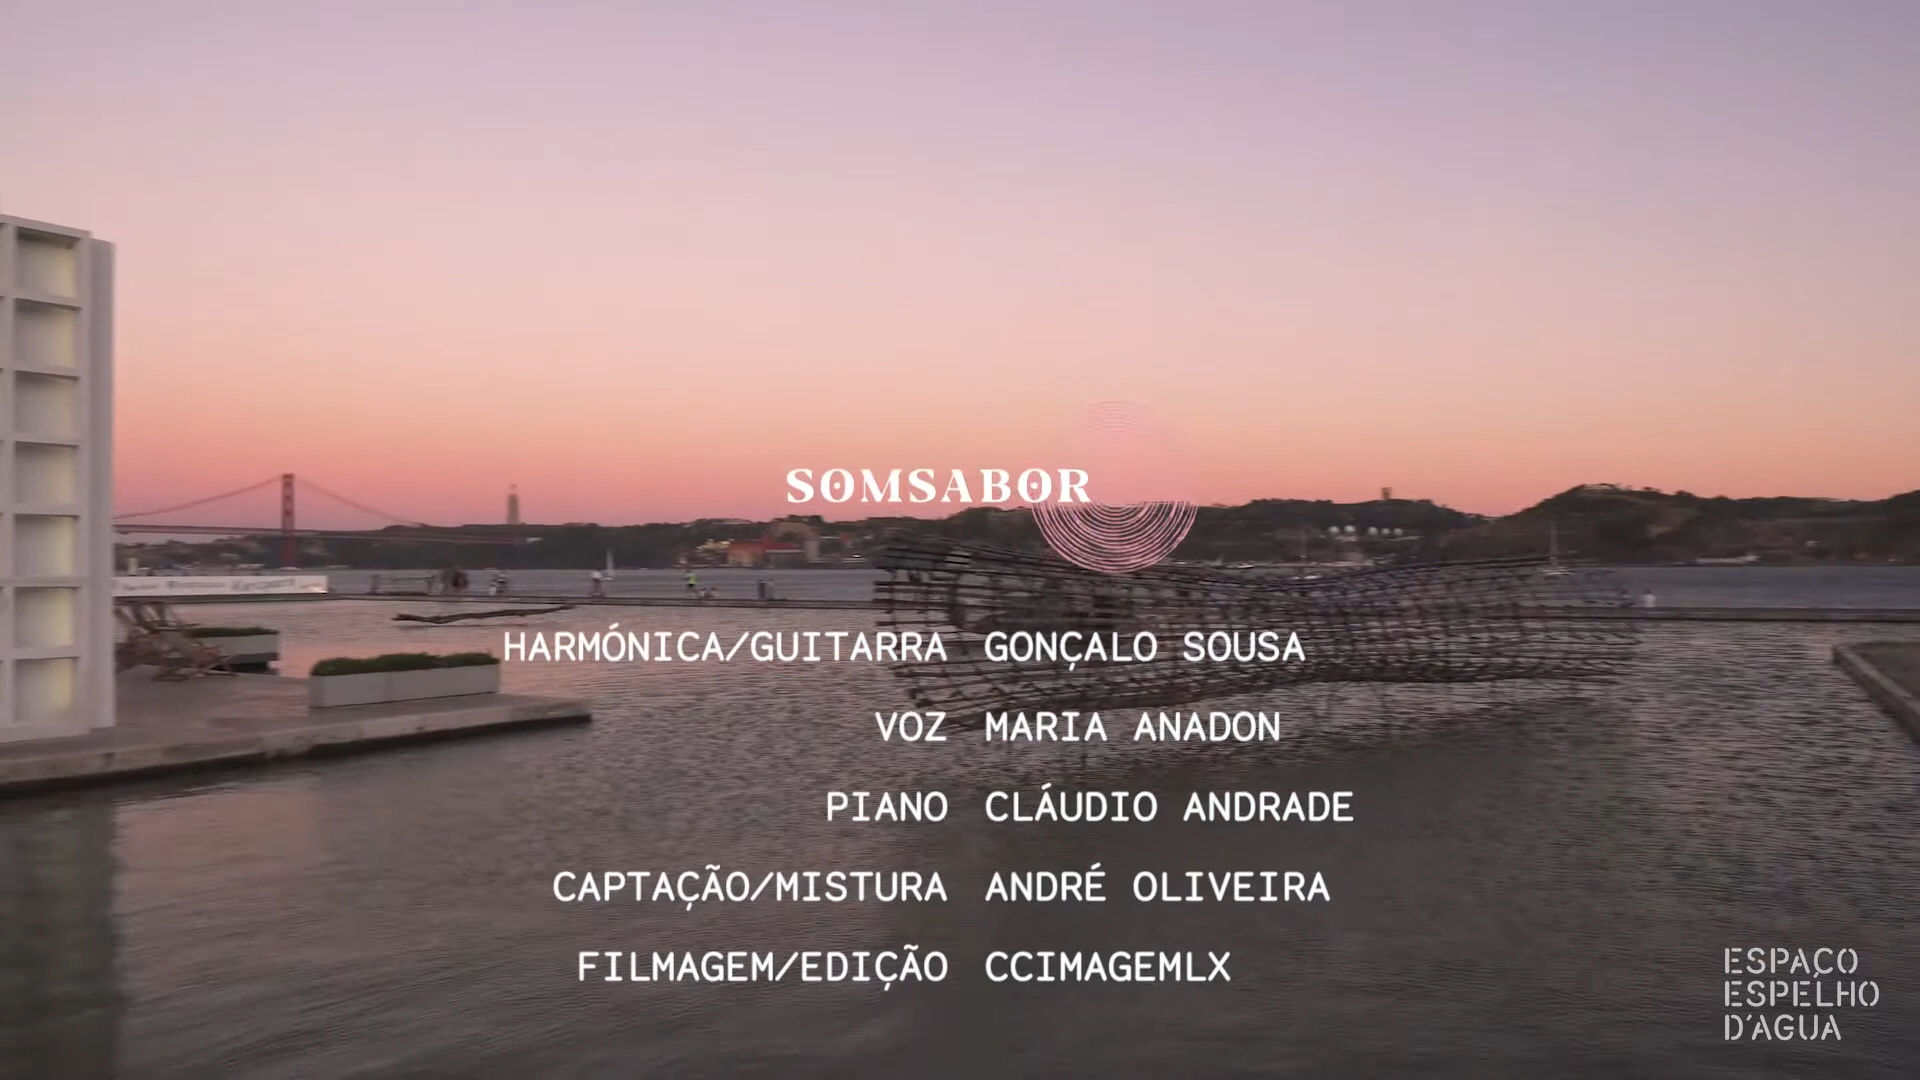 SOMSABOR
HARMÓNICA/GUITARRA GONÇALO SOUSA
VOZ MARIA ANADON
PIANO CLÁUDIO ANDRADE
CAPTAÇÃO/MISTURA ANDRÉ OLIVEIRA
FILMAGEM/EDIÇÃO CCIMAGEMLX
ESPAÇO
ESPELHO
D'AGUA